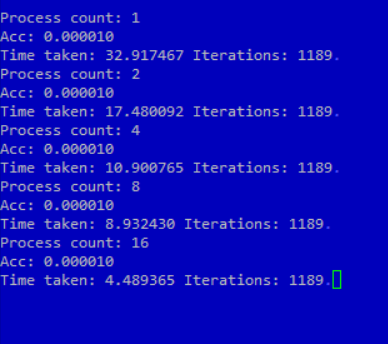 Process count: 1
Acc: 0.000010
Time taken: 32.917467 Iterations: 1189.
Process count: 2
Acc: 0.000010
Time taken: 17.480092 Iterations: 1189.
Process count: 4
Acc: 0.000010
Time taken: 10.900765 Iterations: 1189.
Process count: 8
Acc: 0.000010
Time taken: 8.932430 Iterations: 1189.
Process count: 16
Acc: 0.000010
Time taken: 4.489365 Iterations: 1189.